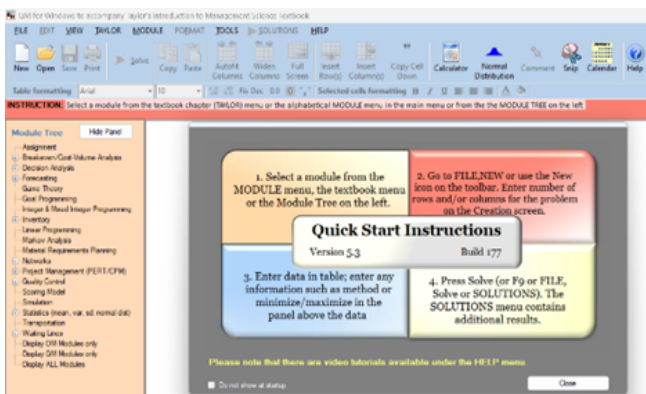 QM for Windows to accompany Taylor's Introduction to Management Science Textbook
FILE EDIT VIEW TAYLOR MODULE FORMAT TOOLS SOLUTIONS HELP
New Open Save Print Solve Copy Paste Autofit Columns Widen Columns Full Screen Insert Row(s) Insert Column(s) Copy Cell Down Calculator Normal Distribution Comment Snip Calendar Help
Table formatting Arial 10 Fix Dec 0.0 Selected cells formatting B I U
INSTRUCTION: Select a module from the textbook chapter (TAYLOR) menu or the alphabetical MODULE menu in the main menu or from the the MODULE TREE on the left
Module Tree Hide Panel
Assignment
Breakeven/Cost-Volume Analysis
Decision Analysis
Forecasting
Game Theory
Goal Programming
Integer & Mixed Integer Programming
Inventory
Linear Programming
Markov Analysis
Material Requirements Planning
Networks
Project Management (PERT/CPM)
Quality Control
Scoring Model
Simulation
Statistics (mean, var, sd; normal dist)
Transportation
Waiting Lines
Display OM Modules only
Display QM Modules only
Display ALL Modules
1. Select a module from the
MODULE menu, the textbook menu
or the Module Tree on the left.
2. Go to FILE,NEW or use the New
icon on the toolbar. Enter number of
rows and/or columns for the problem
on the Creation screen.
Quick Start Instructions
Version 5.3 Build 177
3. Enter data in table; enter any
information such as method or
minimize/maximize in the
panel above the data
4. Press Solve (or F9 or FILE,
Solve or SOLUTIONS). The
SOLUTIONS menu contains
additional results.
Please note that there are video tutorials available under the HELP menu
Do not show at startup
Close